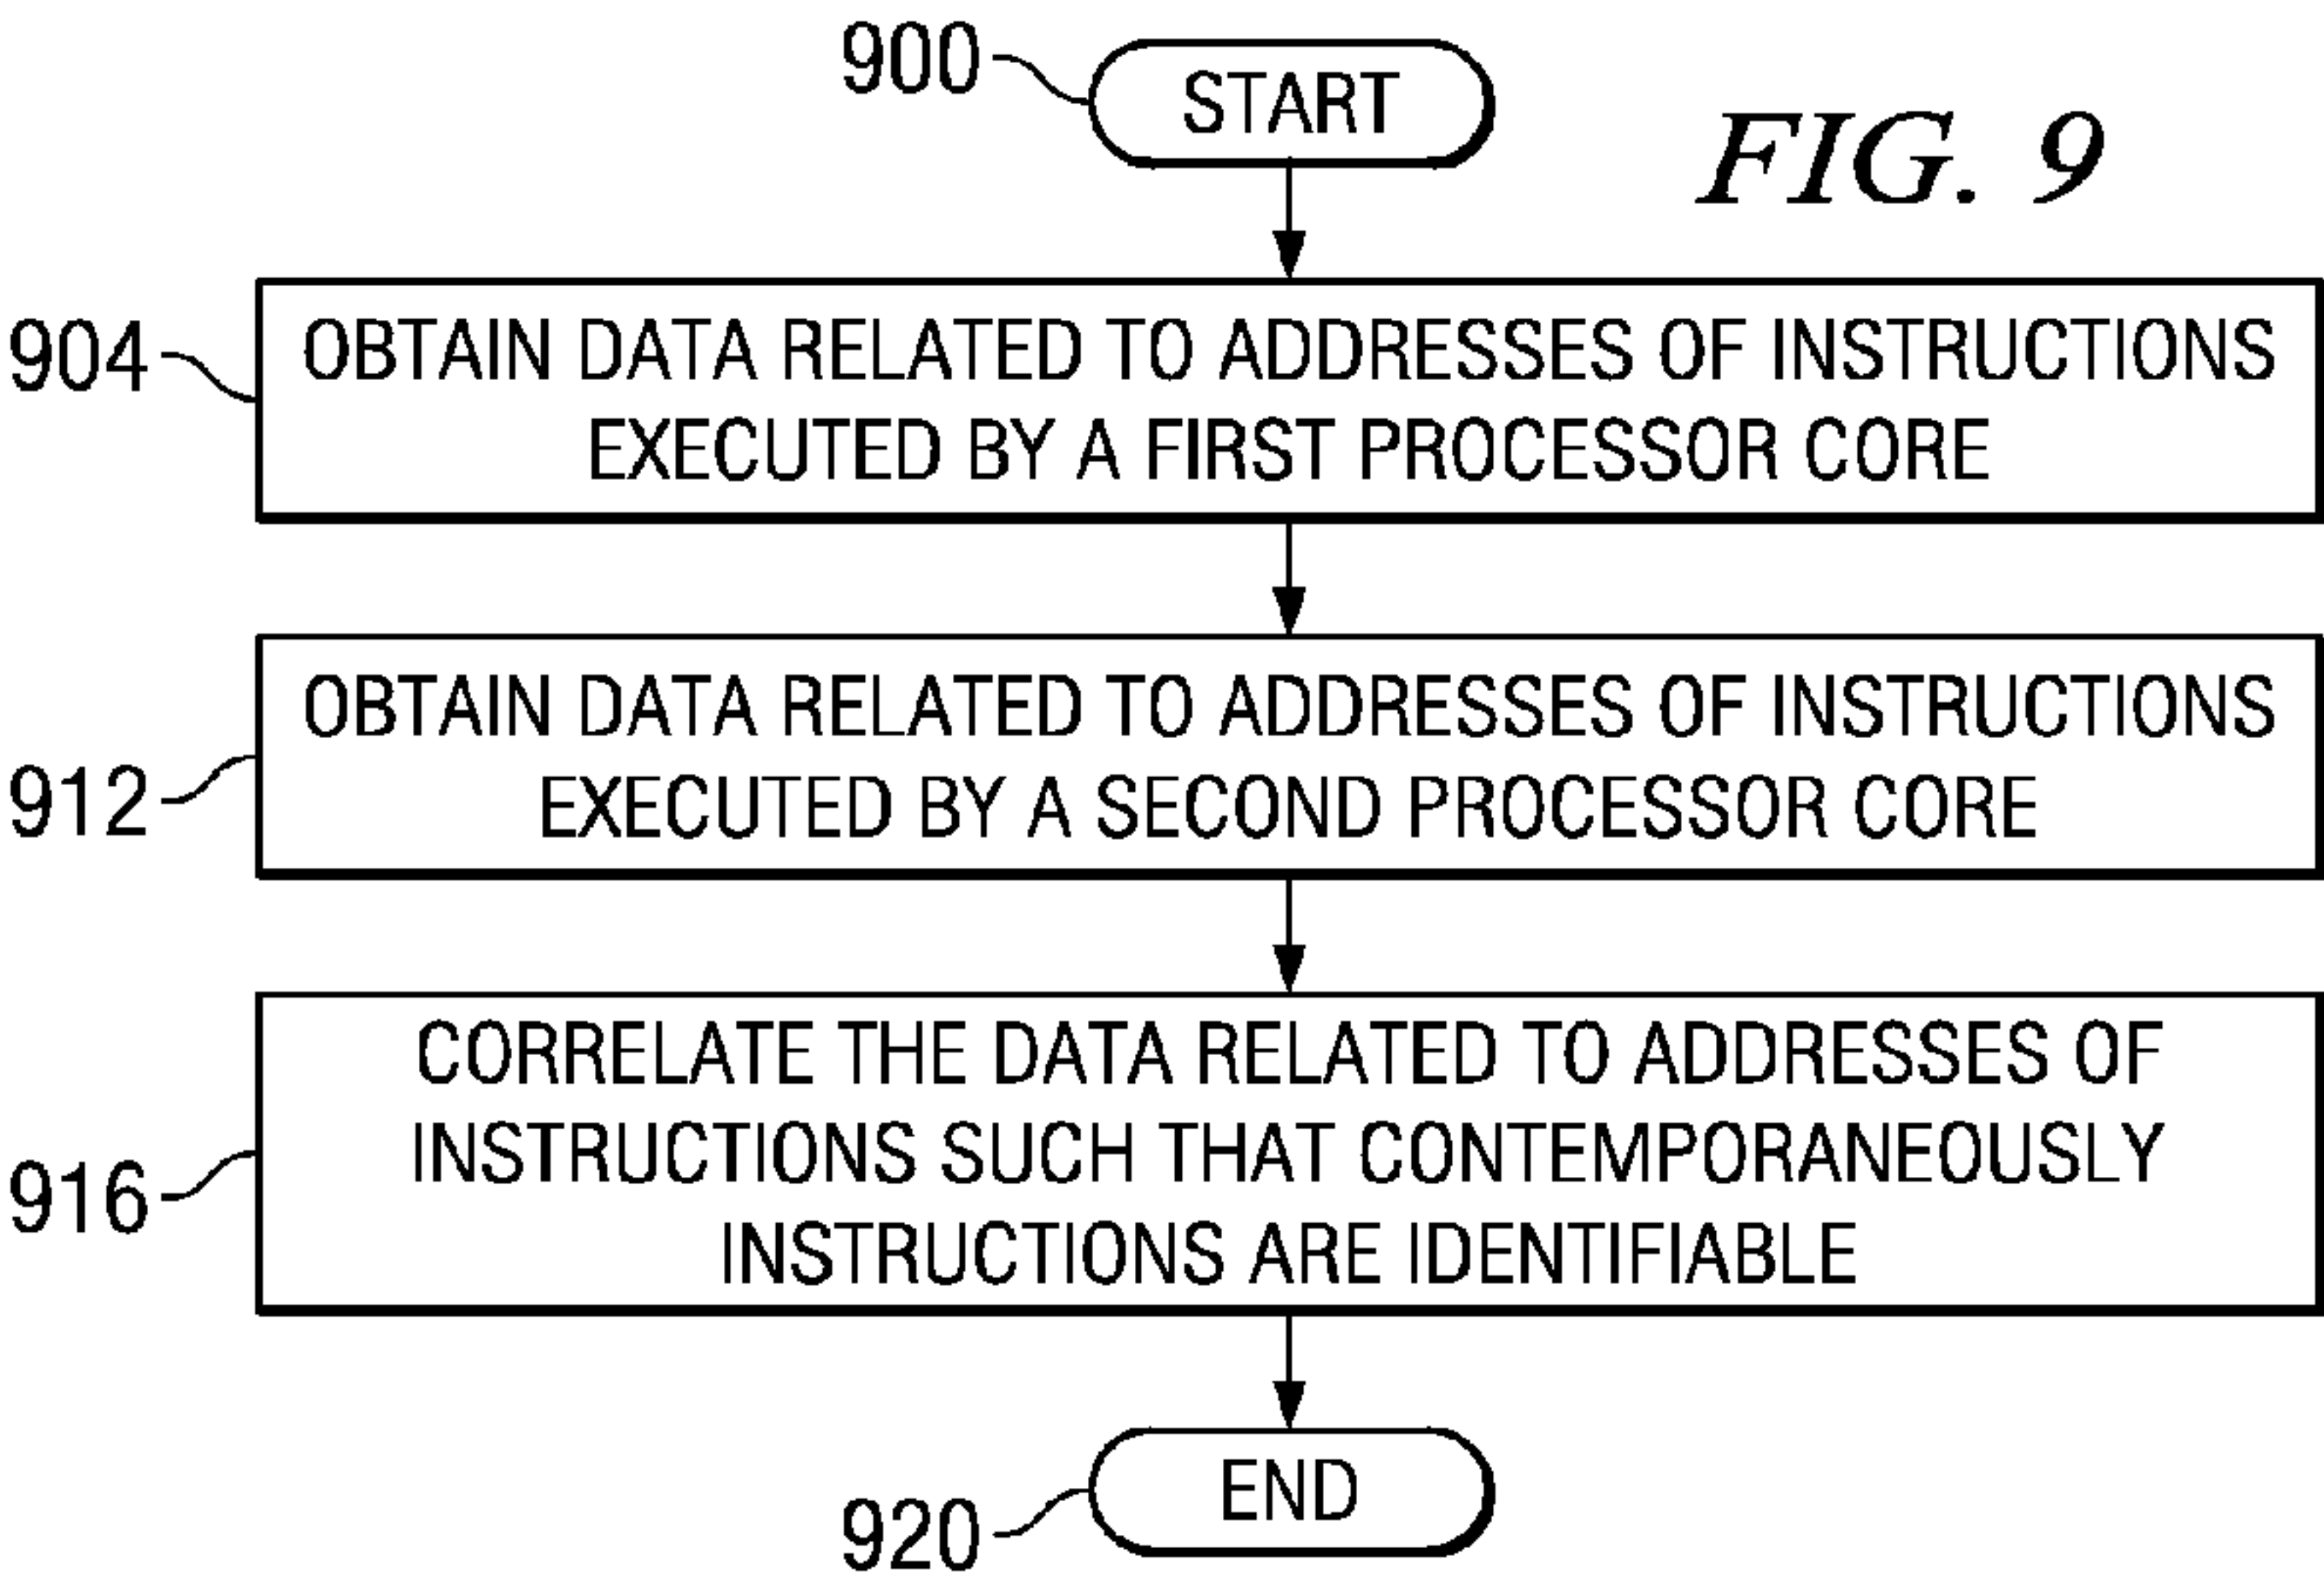 900
START
FIG. 9
904
OBTAIN DATA RELATED TO ADDRESSES OF INSTRUCTIONS
EXECUTED BY A FIRST PROCESSOR CORE
912
OBTAIN DATA RELATED TO ADDRESSES OF INSTRUCTIONS
EXECUTED BY A SECOND PROCESSOR CORE
916
CORRELATE THE DATA RELATED TO ADDRESSES OF
INSTRUCTIONS SUCH THAT CONTEMPORANEOUSLY
INSTRUCTIONS ARE IDENTIFIABLE
920
END